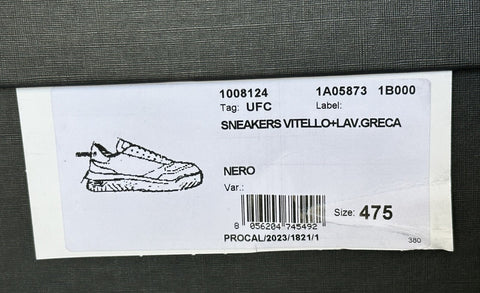 1008124 1A05873 1B000
Tag: UFC Label:
SNEAKERS VITELLO+LAV.GRECA
NERO
Var.:
8 056204 745492
Size: 475
PROCAL/2023/1821/1
380